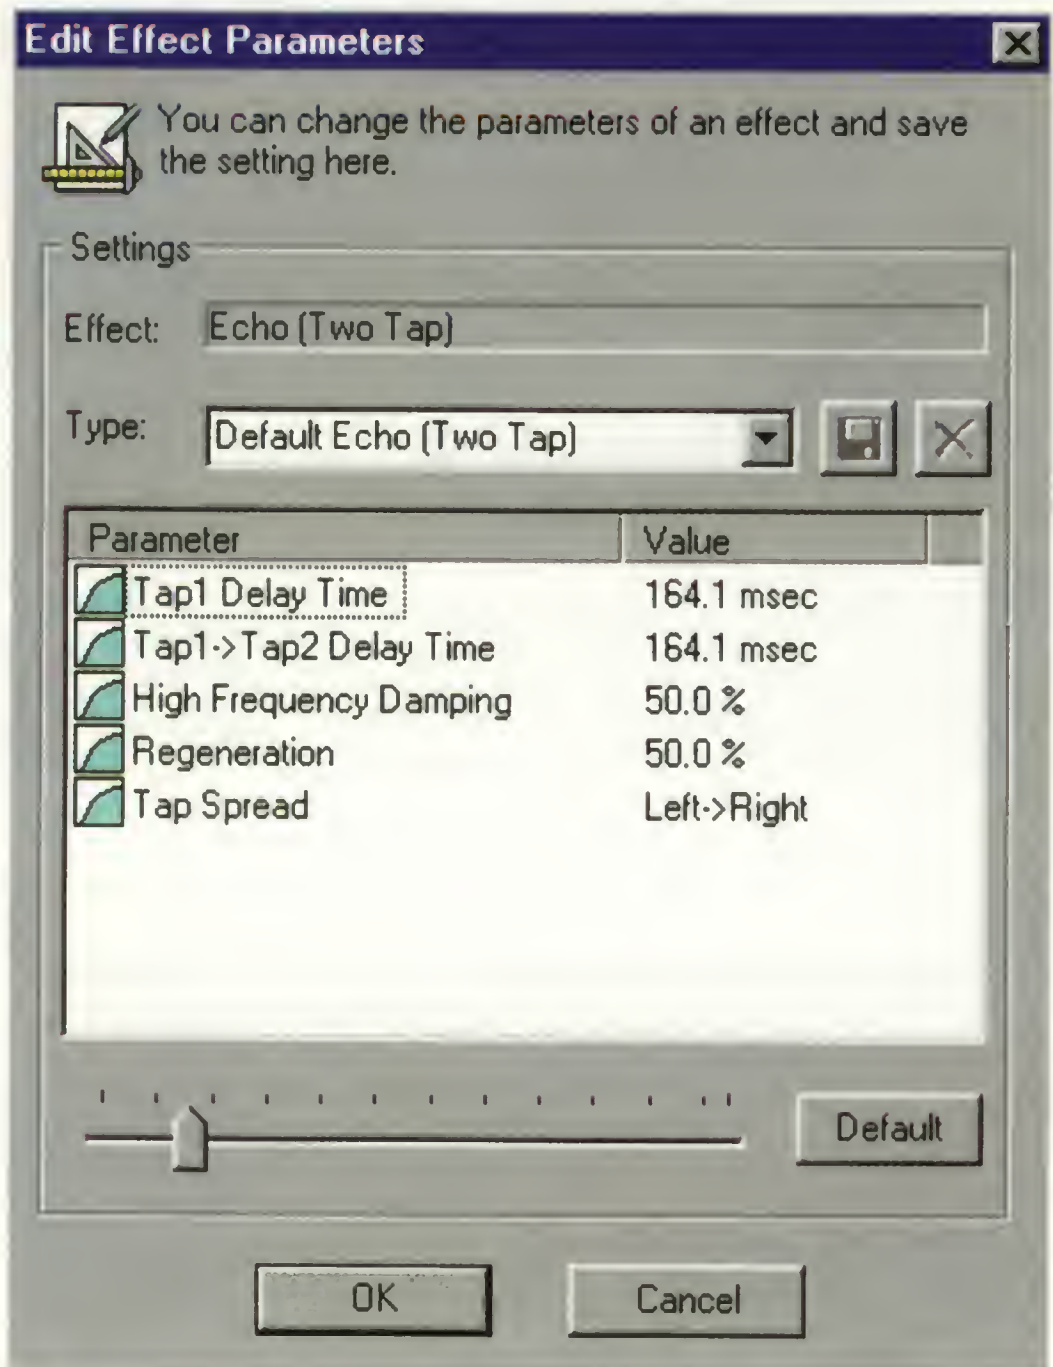 Edit Effect Parameters
You can change the parameters of an effect and save
the setting here.
Settings
Effect: Echo (Two Tap)
Type: Default Echo (Two Tap)
Parameter Value
Tap1 Delay Time 164.1 msec
Tap1->Tap2 Delay Time 164.1 msec
High Frequency Damping 50.0 %
Regeneration 50.0 %
Tap Spread Left->Right
Default
OK Cancel